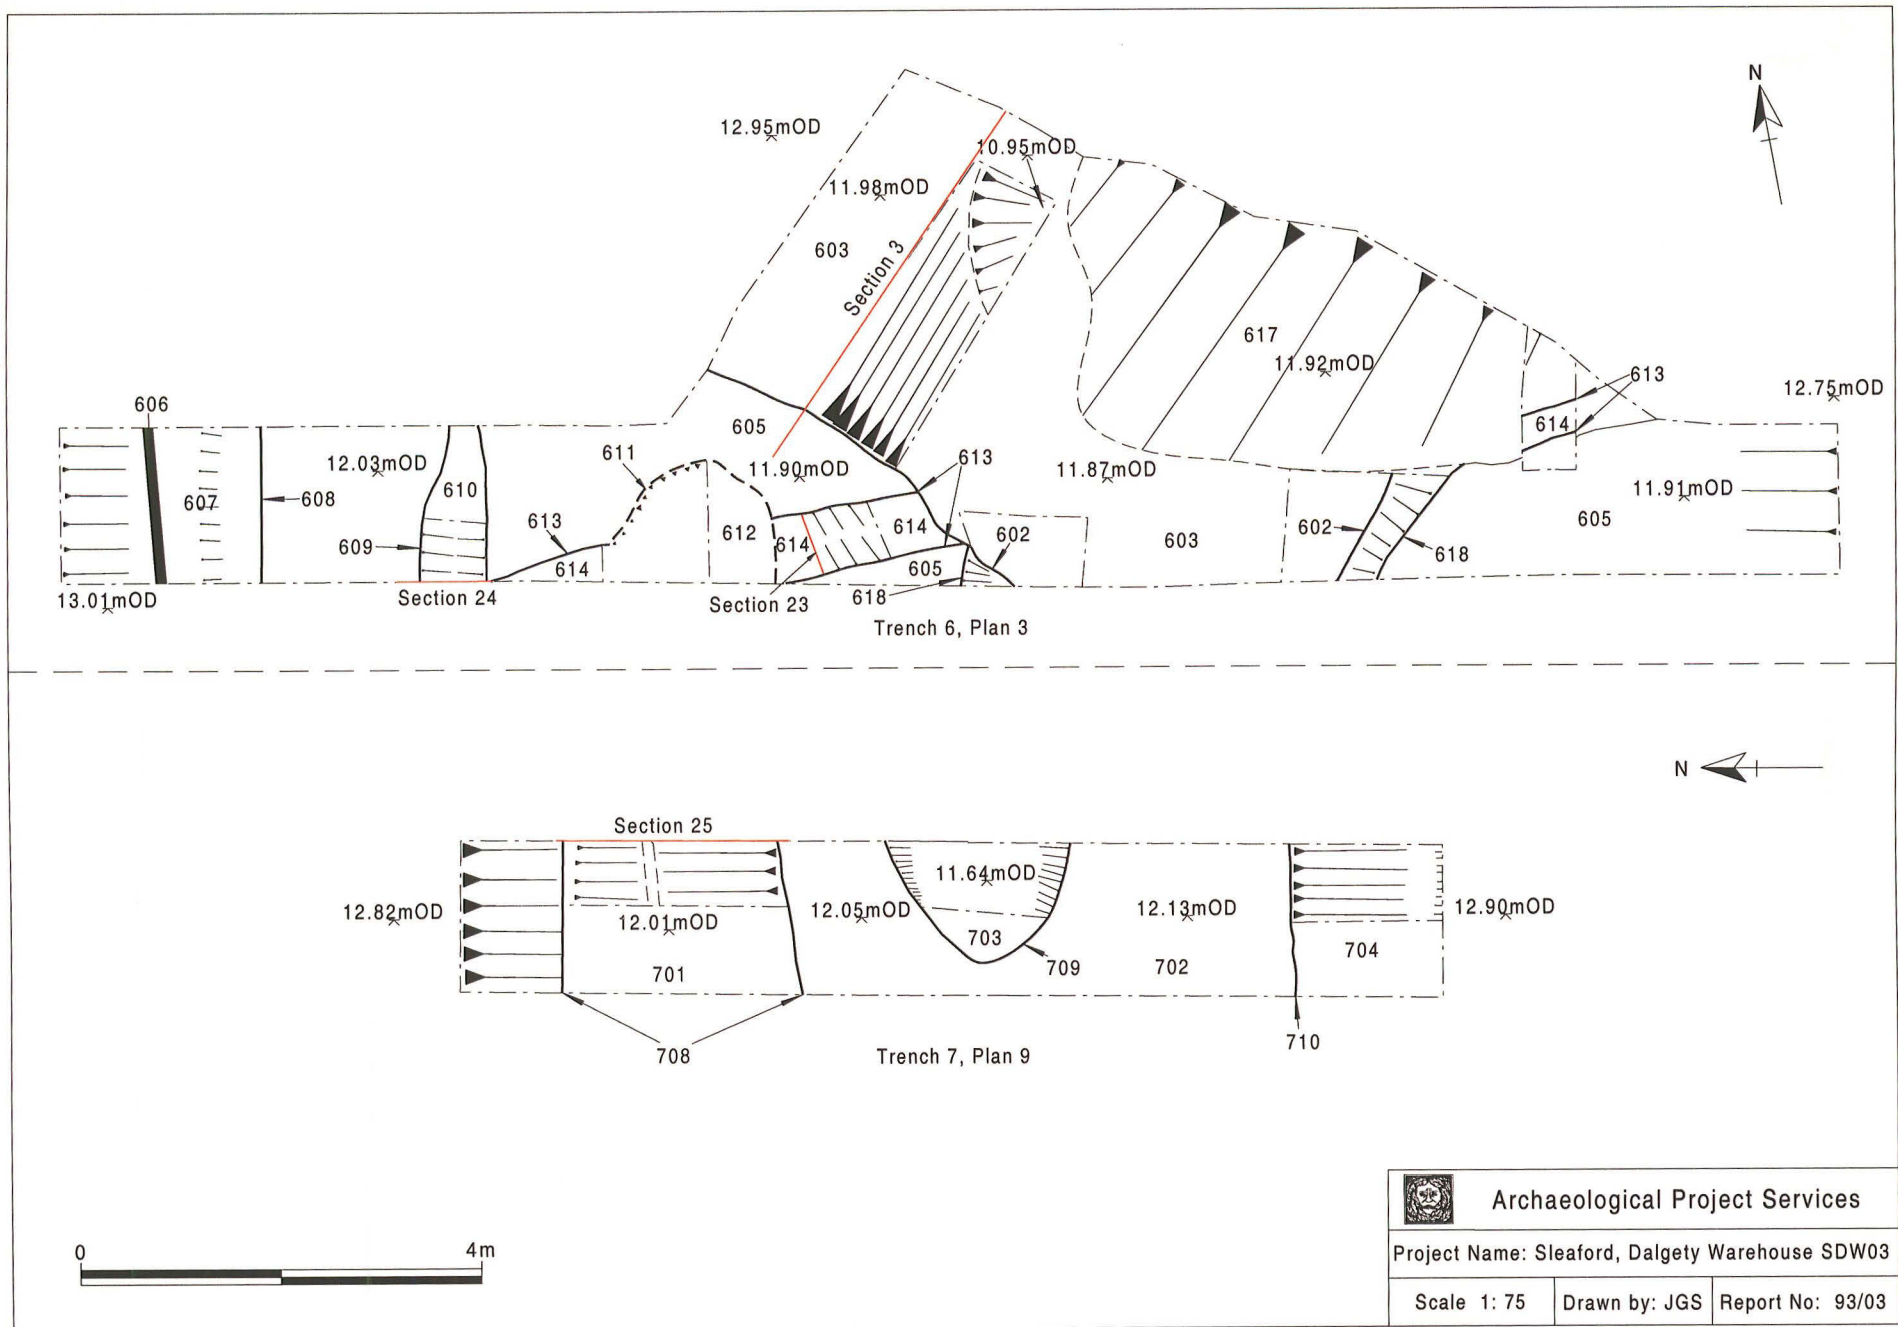 N
12.95mOD
10.95mOD
11.98mOD
603
Section 3
617
11.92mOD
613
12.75mOD
606
605
614
12.03mOD
611
11.90mOD
613
11.87mOD
11.91mOD
607
608
610
605
613
612
614
602
603
602
609
614
614
605
618
618
13.01mOD
Section 24
Section 23
Trench 6, Plan 3
N
Section 25
11.64mOD
12.82mOD
12.01mOD
12.05mOD
12.13mOD
12.90mOD
703
704
701
709
702
708
Trench 7, Plan 9
710
0 4m
Archaeological Project Services
Project Name: Sleaford, Dalgety Warehouse SDW03
Scale 1: 75
Drawn by: JGS
Report No: 93/03